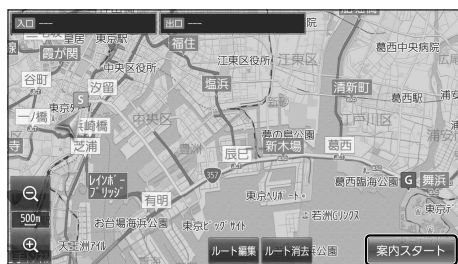 入口 ---
出口 ---
皇居
東京駅
福住
江東区役所
江東区
葛西中央病院
霞が関
中央区役所
谷町
汐留
塩浜
清新町
葛西駅
一ノ橋
S
浜崎橋
中央区
江戸川区
芝浦
夢の島公園
辰巳
新木場
葛西
レインボーブリッジ
357
有明
葛西臨海公園
G
舞浜
東京ヘリポート
お台場海浜公園
東京ビッグサイト
若洲ゴルフリンクス
500m
ルート編集
ルート消去
案内スタート